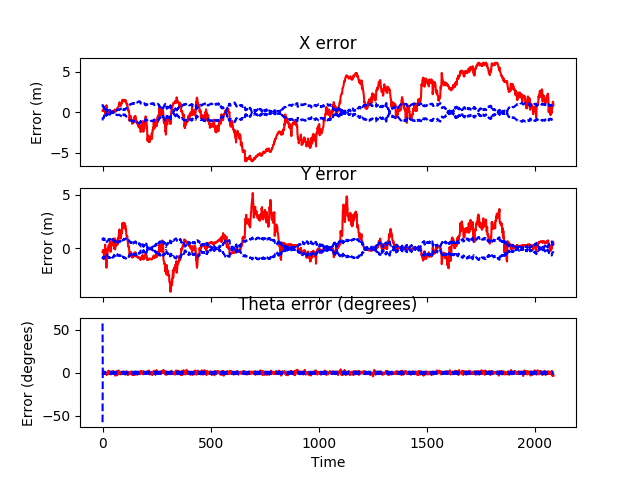 X error
5
0
−5
Error (m)
Y error
5
0
Error (m)
Theta error (degrees)
50
0
−50
Error (degrees)
0 500 1000 1500 2000
Time